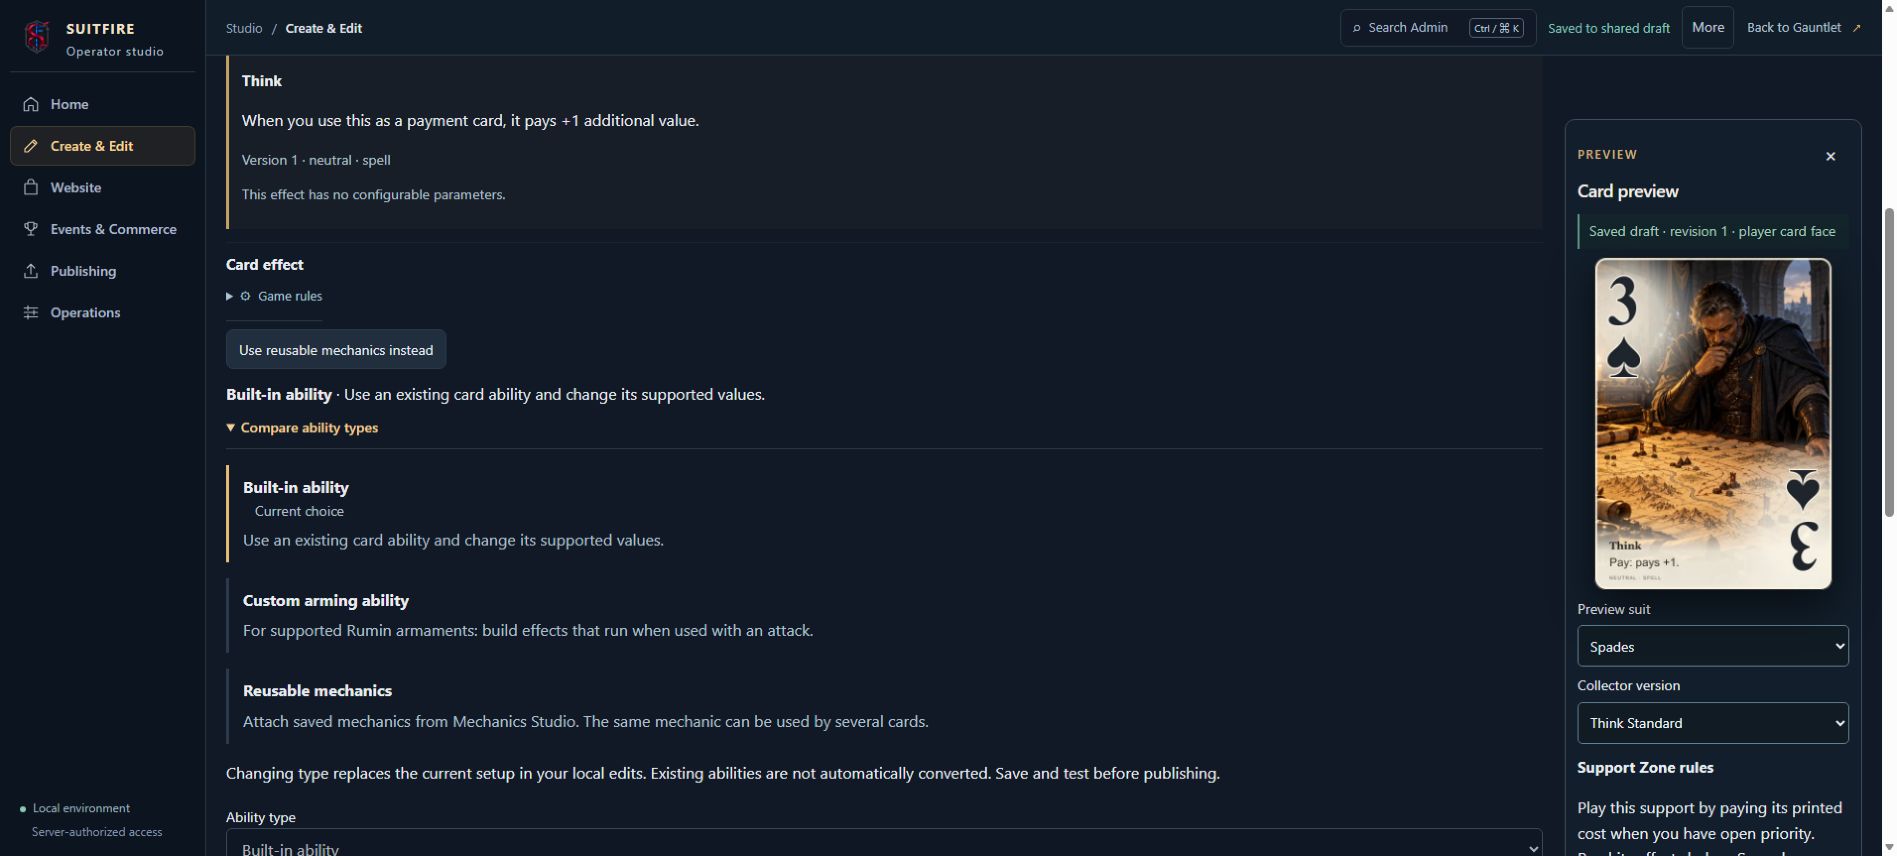 SUITFIRE
Operator studio
Home
Create & Edit
Website
Events & Commerce
Publishing
Operations
Local environment
Server-authorized access
Studio / Create & Edit
Search Admin Ctrl / ⌘ K
Saved to shared draft
More
Back to Gauntlet ↗
Think
When you use this as a payment card, it pays +1 additional value.
Version 1 · neutral · spell
This effect has no configurable parameters.
Card effect
Game rules
Use reusable mechanics instead
Built-in ability · Use an existing card ability and change its supported values.
Compare ability types
Built-in ability
Current choice
Use an existing card ability and change its supported values.
Custom arming ability
For supported Rumin armaments: build effects that run when used with an attack.
Reusable mechanics
Attach saved mechanics from Mechanics Studio. The same mechanic can be used by several cards.
Changing type replaces the current setup in your local edits. Existing abilities are not automatically converted. Save and test before publishing.
Ability type
Built-in ability
PREVIEW
Card preview
Saved draft · revision 1 · player card face
3
Think
Pay: pays +1.
NEUTRAL · SPELL
3
Preview suit
Spades
Collector version
Think Standard
Support Zone rules
Play this support by paying its printed
cost when you have open priority.